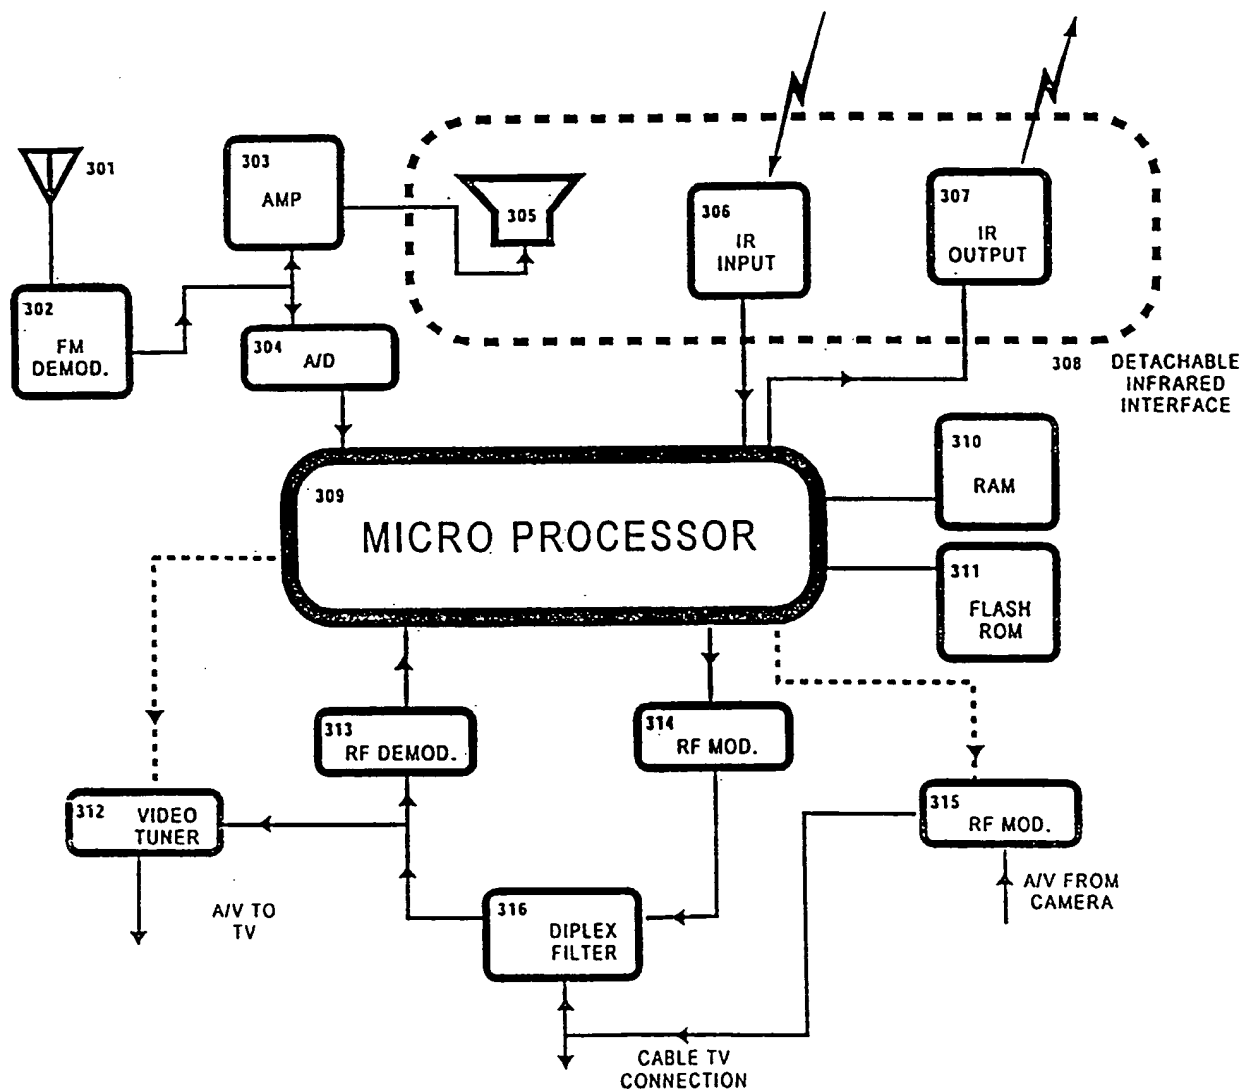 301
303
AMP
305
306
IR
INPUT
307
IR
OUTPUT
302
FM
DEMOD.
304
A/D
308
DETACHABLE
INFRARED
INTERFACE
309
MICRO PROCESSOR
310
RAM
311
FLASH
ROM
313
RF DEMOD.
314
RF MOD.
312
VIDEO
TUNER
315
RF MOD.
A/V TO
TV
316
DIPLEX
FILTER
A/V FROM
CAMERA
CABLE TV
CONNECTION